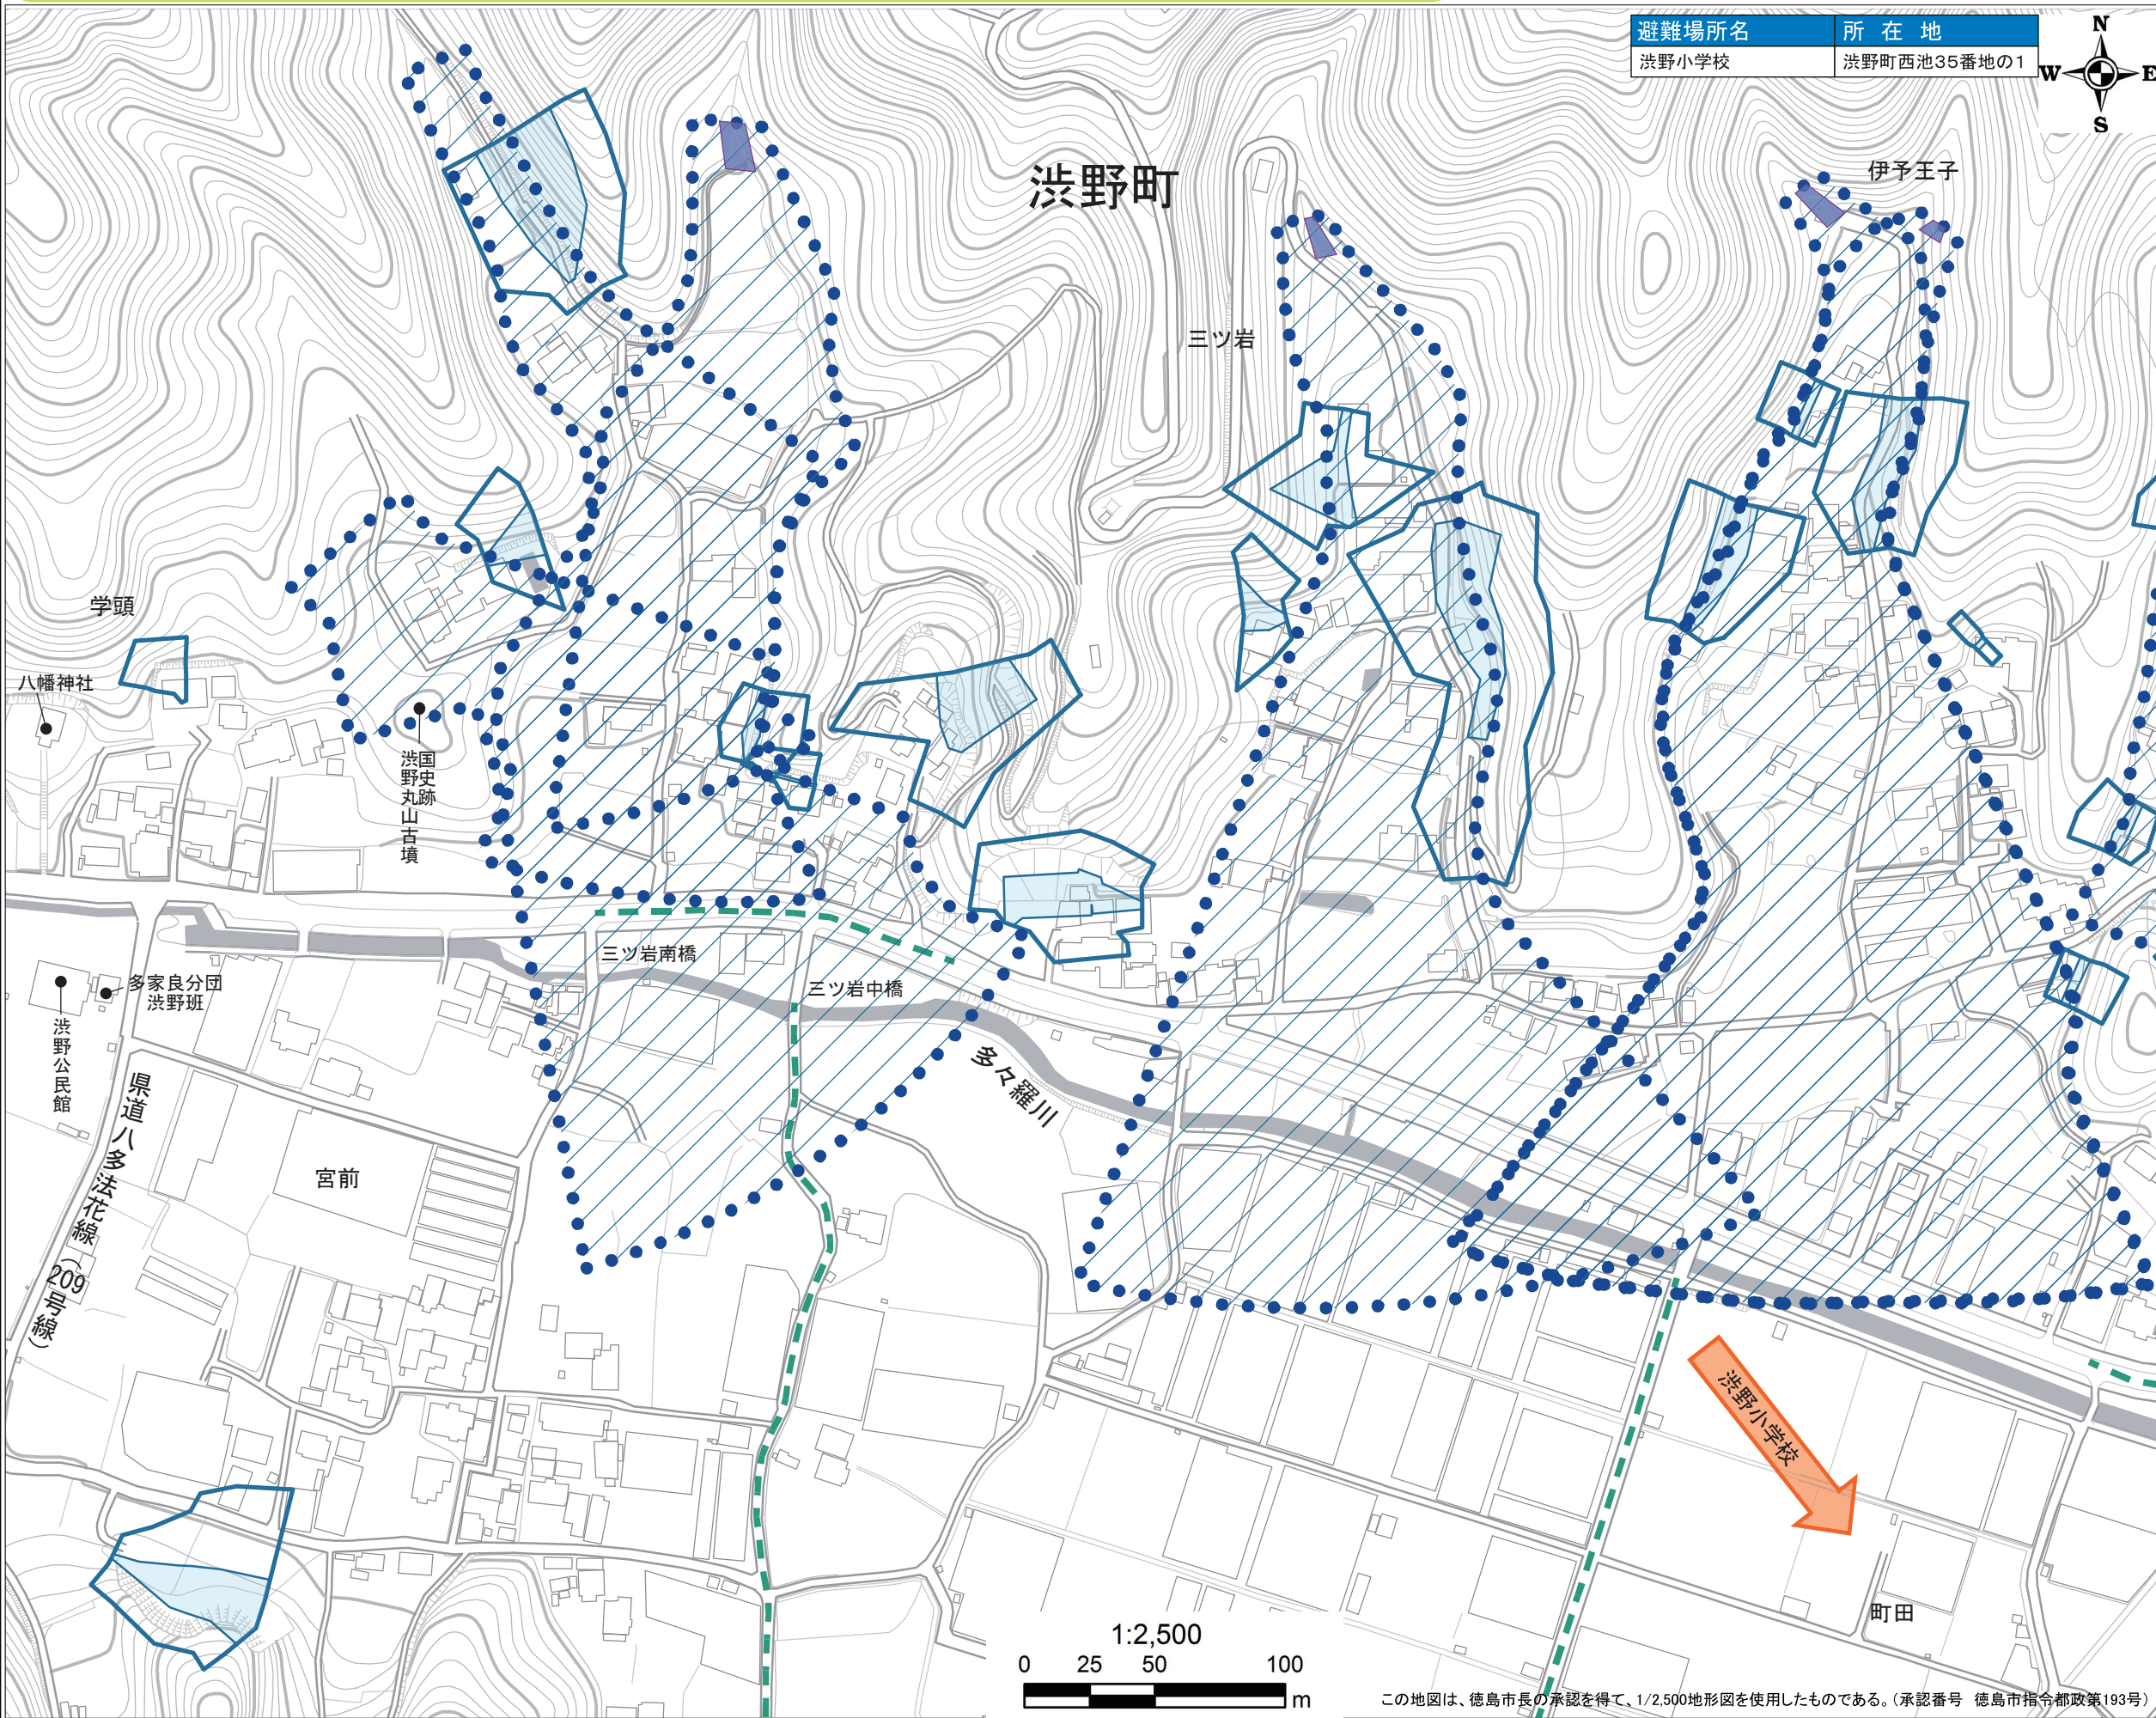 避難場所名 所在地
渋野小学校 渋野町西池35番地の1
N
W E
S
渋野町
伊予王子
三ツ岩
学頭
八幡神社
国史跡
渋野丸山古墳
三ツ岩南橋
三ツ岩中橋
多家良分団
渋野班
渋野公民館
多々羅川
県道八多法花線(209号線)
宮前
渋野小学校
町田
1:2,500
0 25 50 100
m
この地図は、徳島市長の承認を得て、1/2,500地形図を使用したものである。(承認番号 徳島市指令都政第193号)